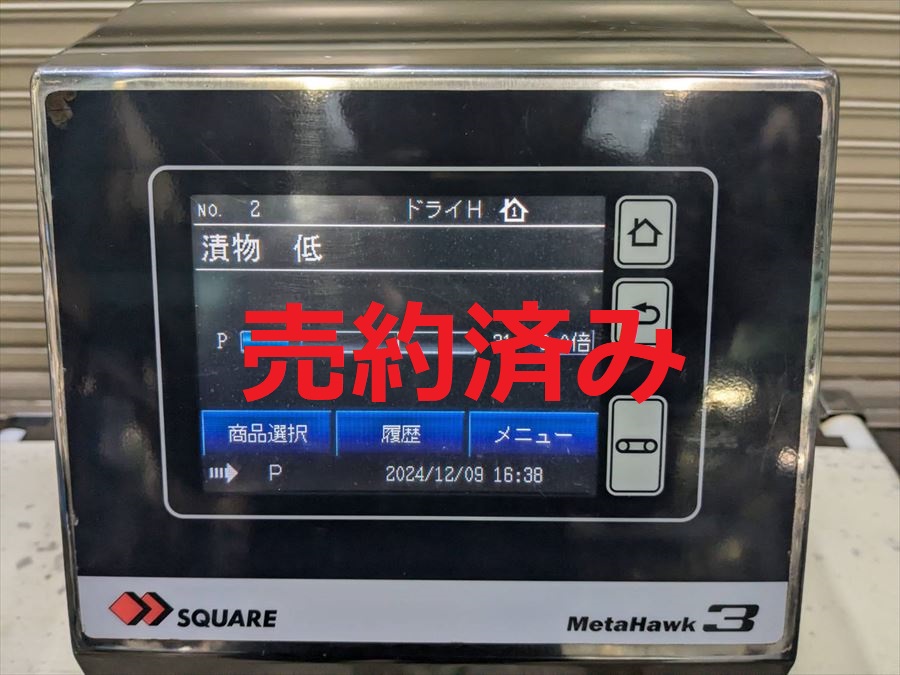 NO. 2 ドライH 1
漬物 低
P 倍
売約済み
商品選択 履歴 メニュー
P 2024/12/09 16:38
SQUARE MetaHawk 3